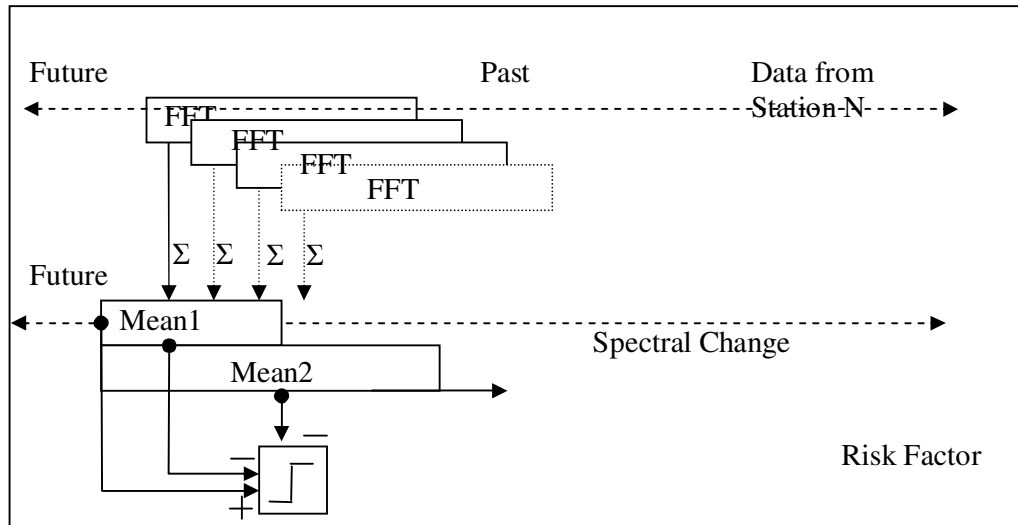 Future Past Data from
Station N
FFT
FFT
FFT
FFT
Σ Σ Σ Σ
Future
Mean1
Spectral Change
Mean2
−
−
Risk Factor
+